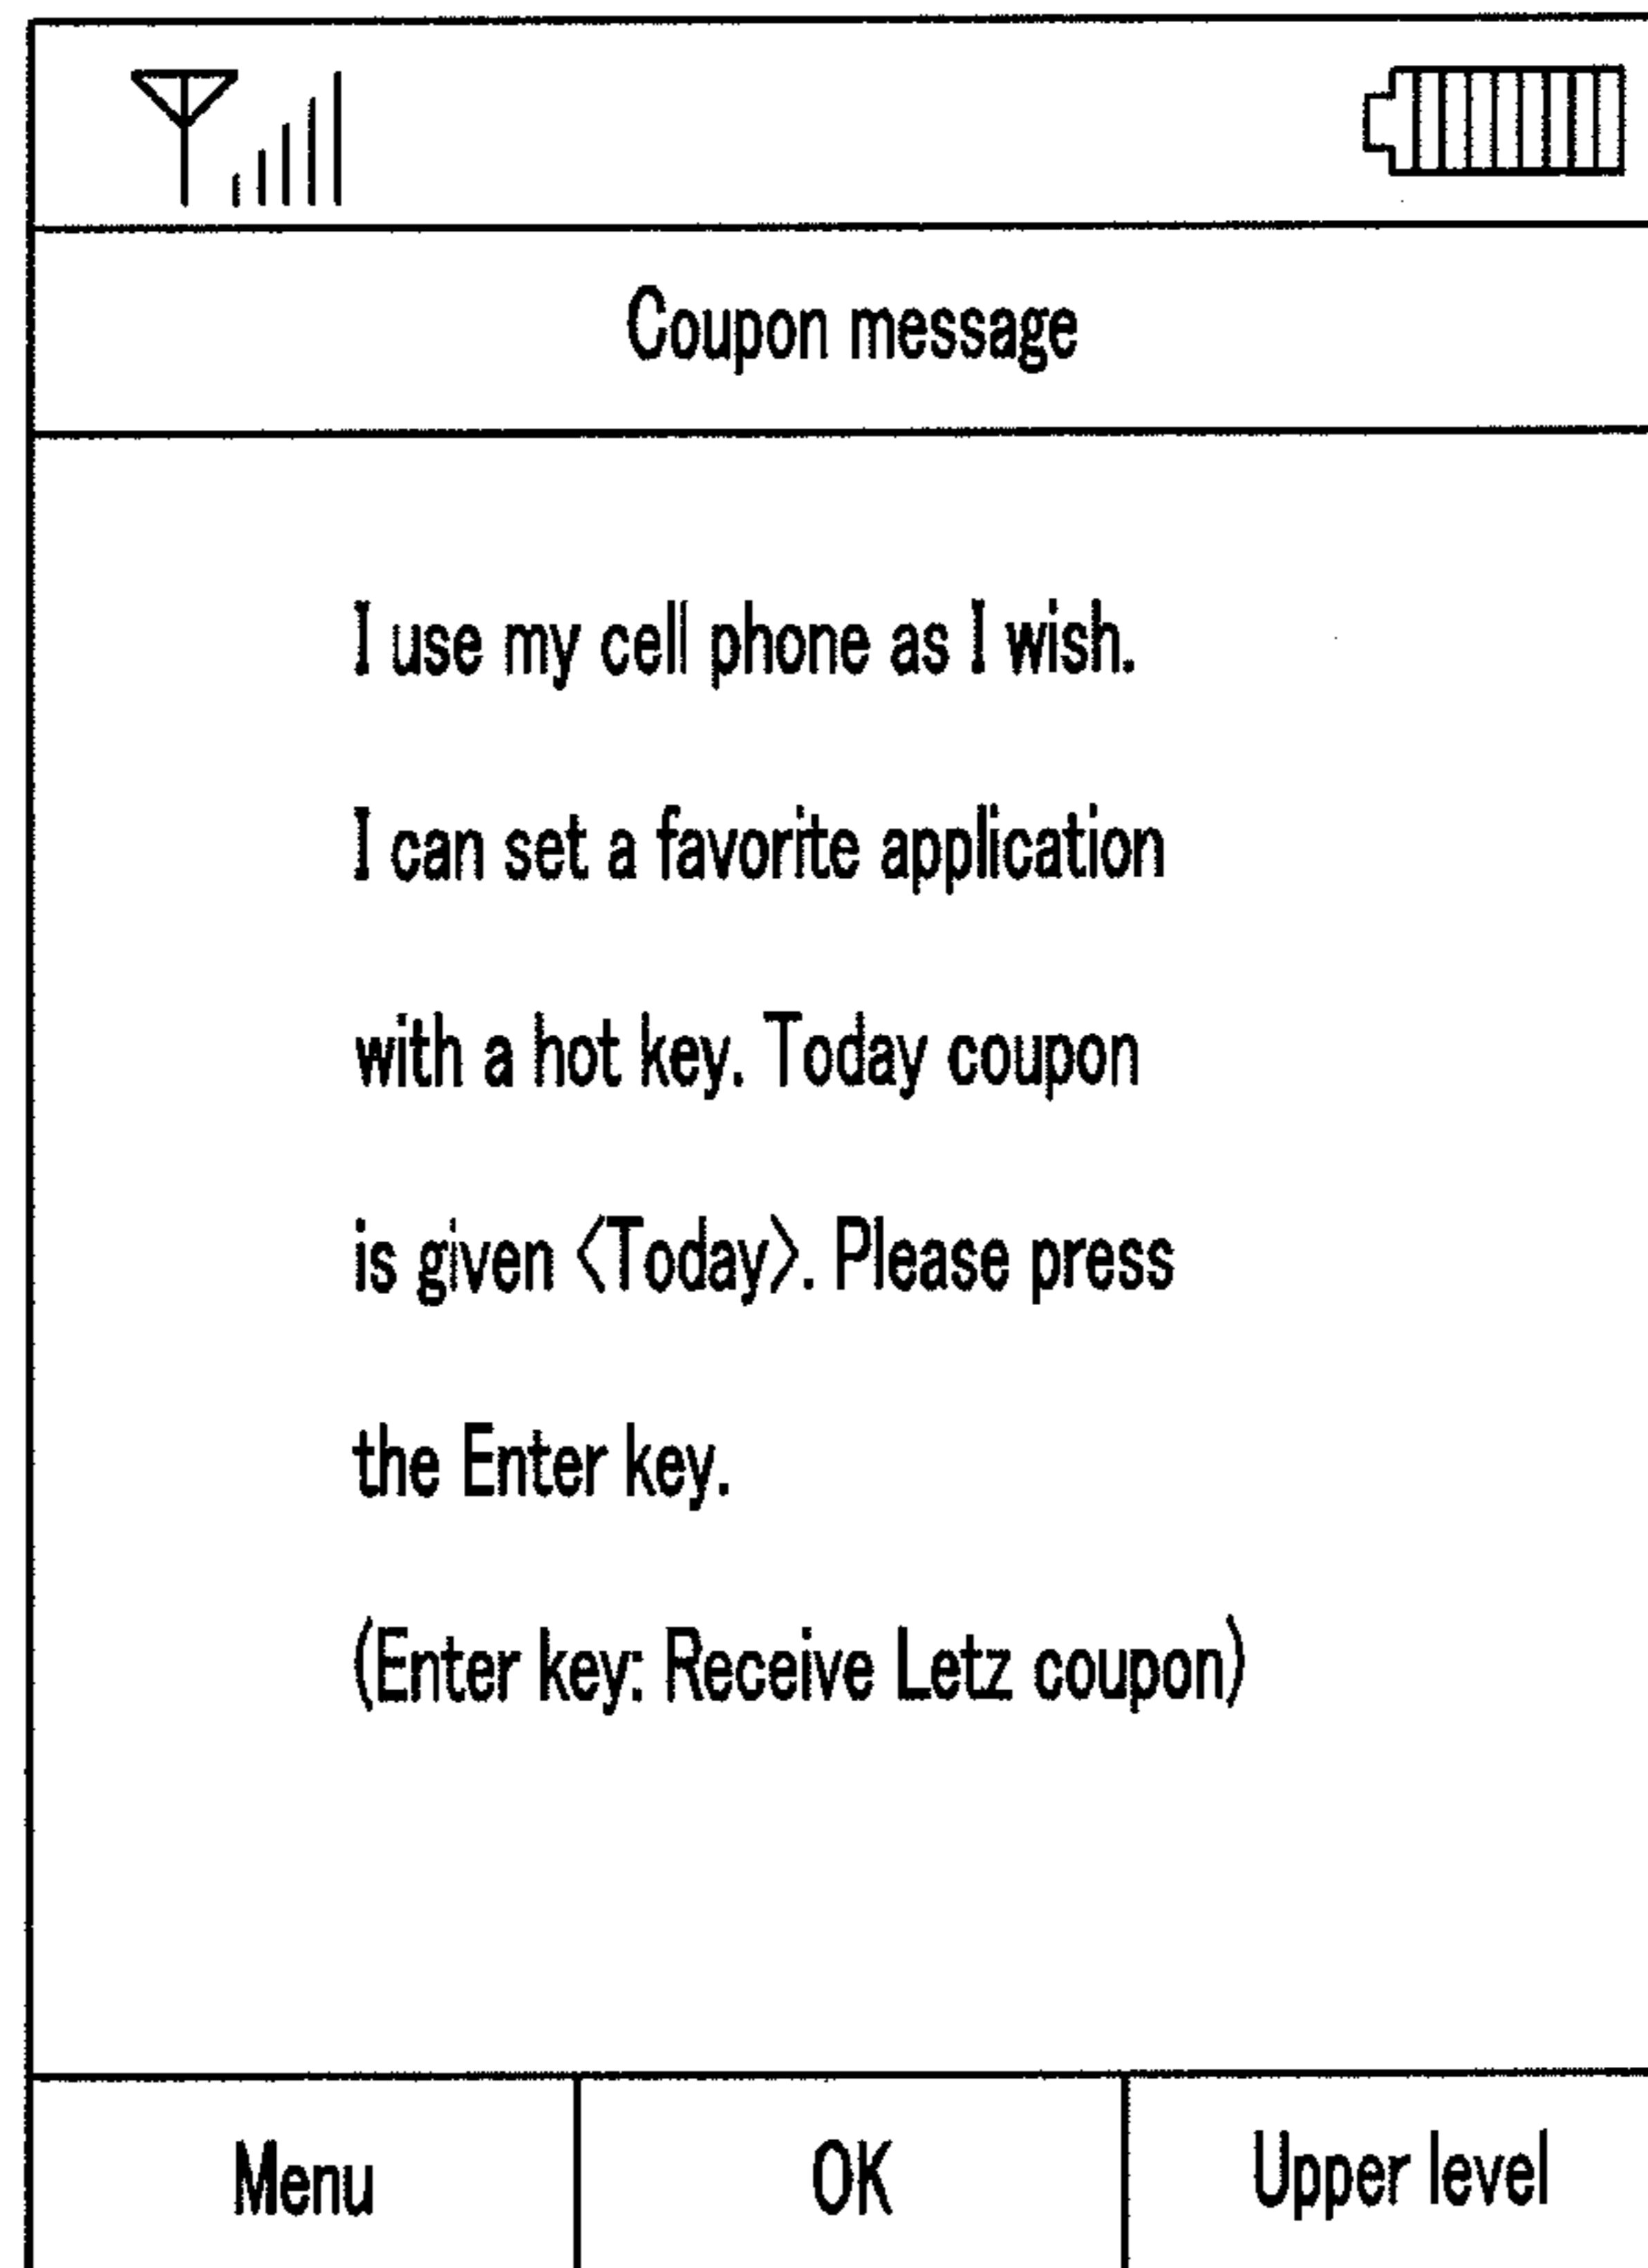 Coupon message
I use my cell phone as I wish.
I can set a favorite application
with a hot key. Today coupon
is given <Today>. Please press
the Enter key.
(Enter key: Receive Letz coupon)
Menu
OK
Upper level